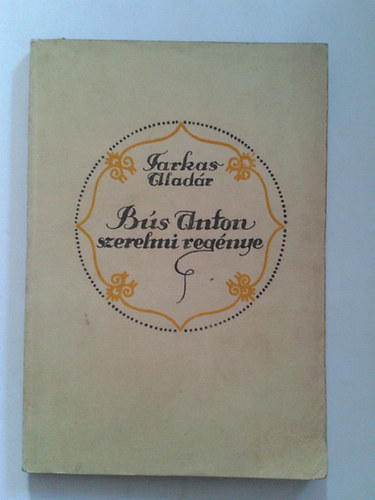 Farkas
Aladár
Bús Anton
szerelmi regénye